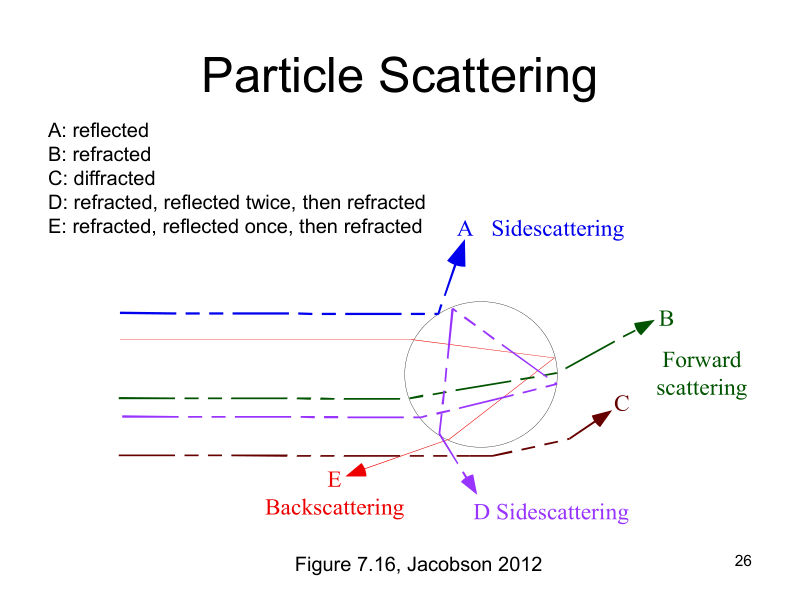 Particle Scattering
A: reflected
B: refracted
C: diffracted
D: refracted, reflected twice, then refracted
E: refracted, reflected once, then refracted
A Sidescattering
B
Forward
scattering
C
E
Backscattering
D Sidescattering
Figure 7.16, Jacobson 2012
26